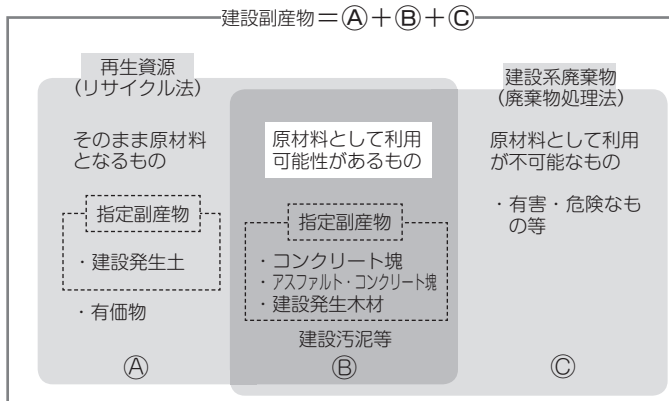 建設副産物＝Ⓐ＋Ⓑ＋Ⓒ
再生資源
（リサイクル法）
そのまま原材料
となるもの
指定副産物
・建設発生土
・有価物
Ⓐ
原材料として利用
可能性があるもの
指定副産物
・コンクリート塊
・アスファルト・コンクリート塊
・建設発生木材
建設汚泥等
Ⓑ
建設系廃棄物
（廃棄物処理法）
原材料として利用
が不可能なもの
・有害・危険なも
の等
Ⓒ